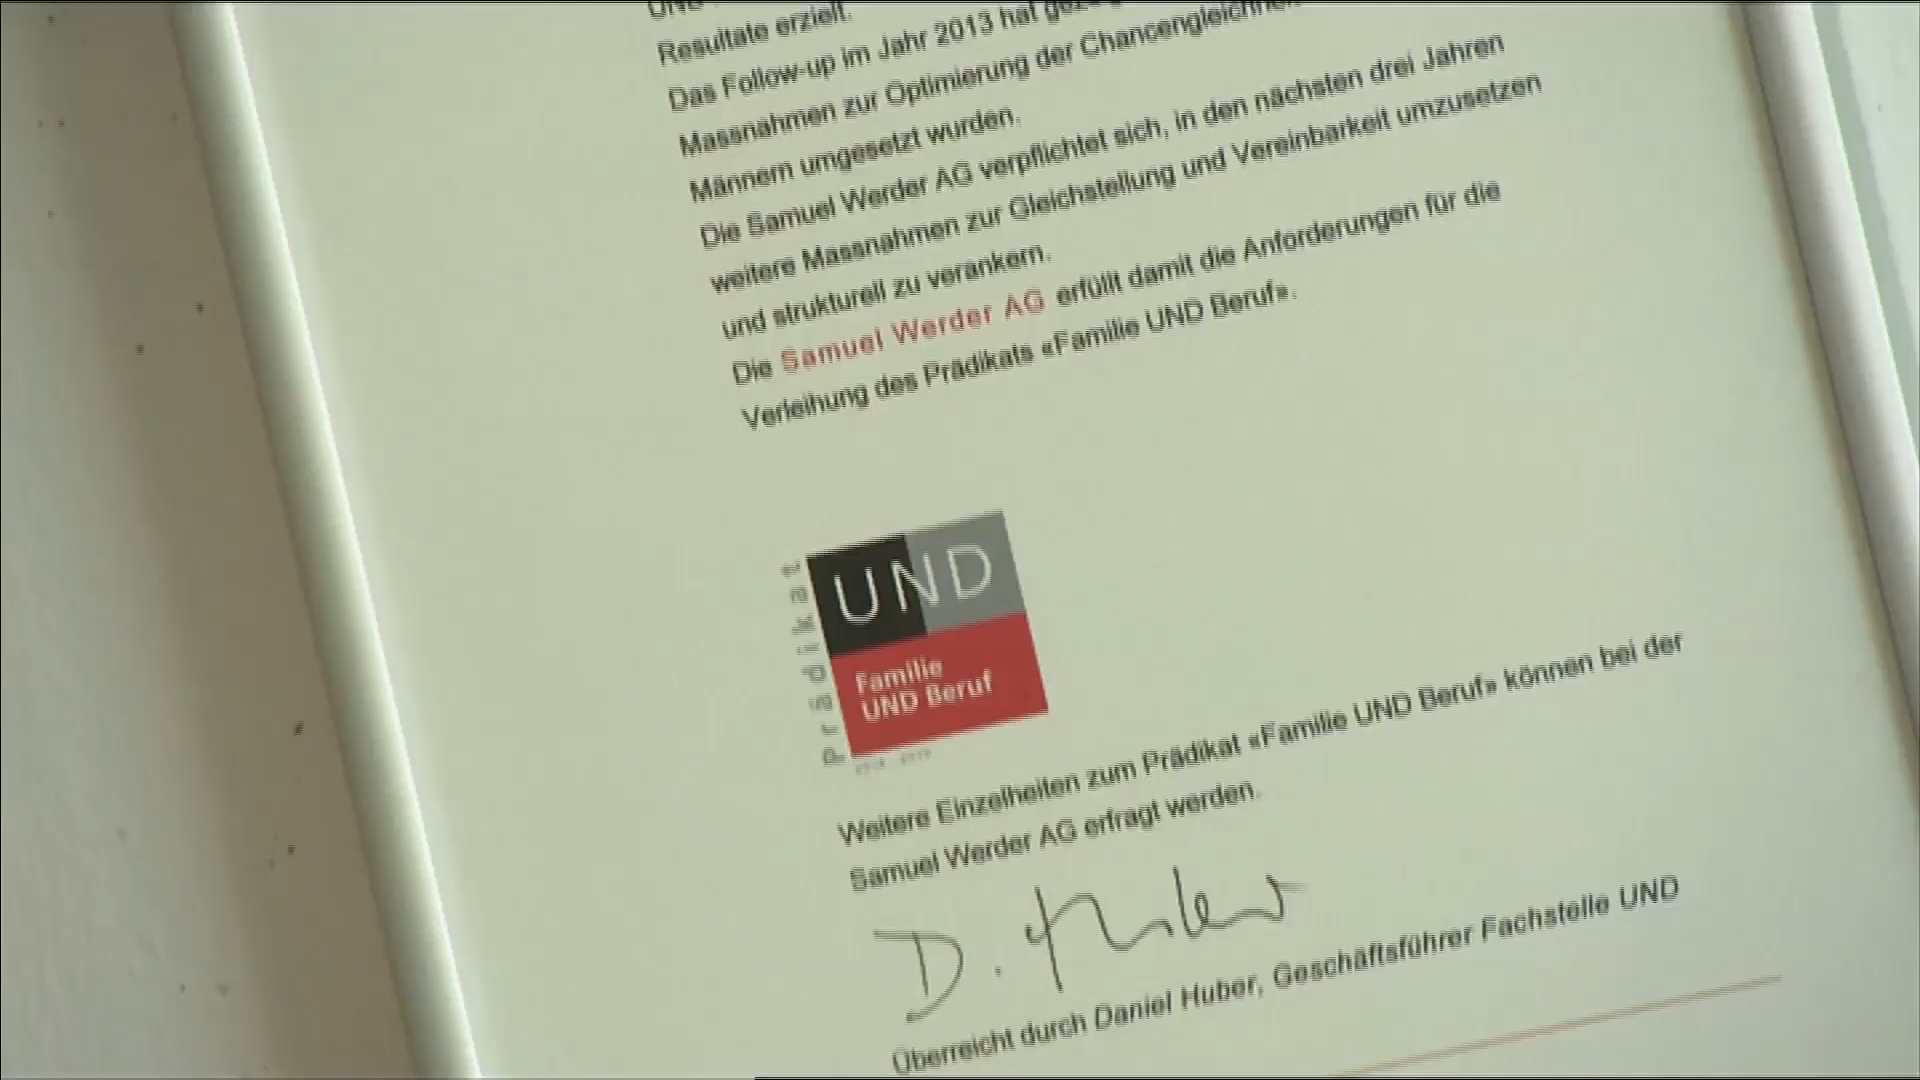 UND
Resultate erzielt.
Das Follow-up im Jahr 2013 hat
Massnahmen zur Optimierung der Chancengleichheit
Männern umgesetzt wurden.
Die Samuel Werder AG verpflichtet sich, in den nächsten drei Jahren
weitere Massnahmen zur Gleichstellung und Vereinbarkeit umzusetzen
und strukturell zu verankern.
Die Samuel Werder AG erfüllt damit die Anforderungen für die
Verleihung des Prädikats «Familie UND Beruf».
Prädikat
UND
Familie
UND Beruf
Weitere Einzelheiten zum Prädikat «Familie UND Beruf» können bei der
Samuel Werder AG erfragt werden.
D. Huber
Überreicht durch Daniel Huber, Geschäftsführer Fachstelle UND